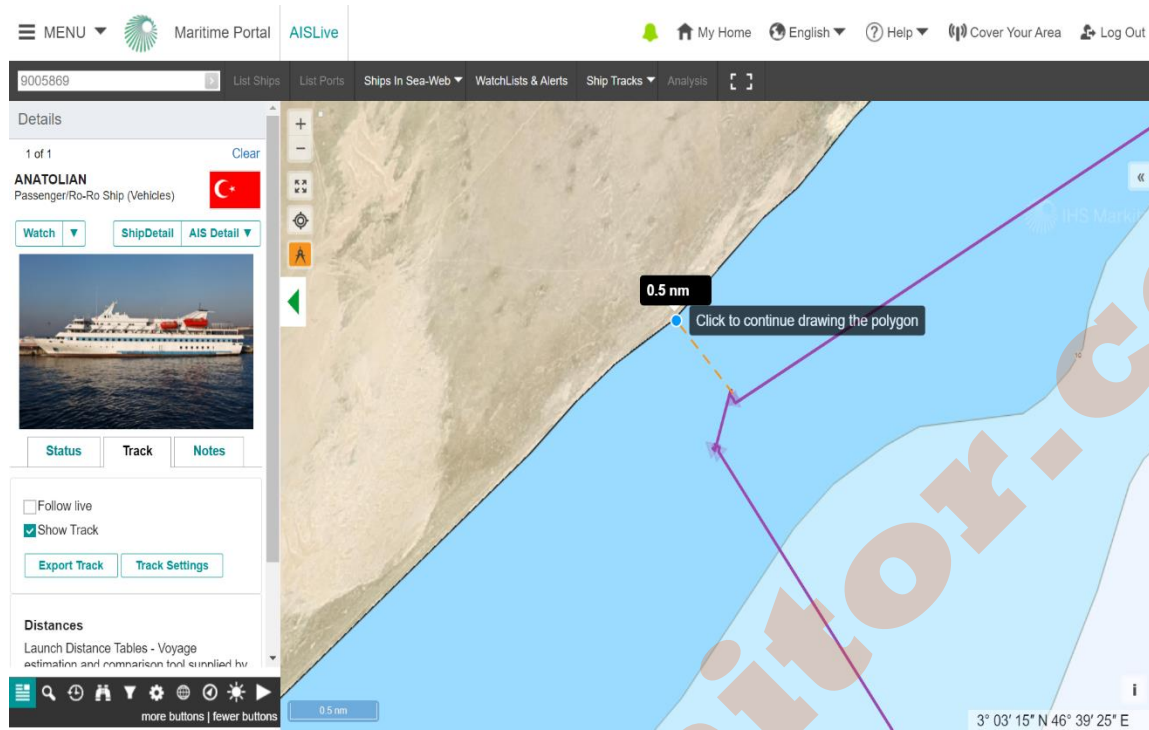 MENU Maritime Portal AISLive My Home English Help Cover Your Area Log Out
9005869 List Ships List Ports Ships In Sea-Web WatchLists & Alerts Ship Tracks Analysis
Details
1 of 1 Clear
ANATOLIAN
Passenger/Ro-Ro Ship (Vehicles)
Watch ShipDetail AIS Detail
Status Track Notes
Follow live
Show Track
Export Track Track Settings
Distances
Launch Distance Tables - Voyage
estimation and comparison tool supplied by
more buttons | fewer buttons
IHS Markit
0.5 nm
Click to continue drawing the polygon
10
0.5 nm
3° 03′ 15″ N 46° 39′ 25″ E
itor.c